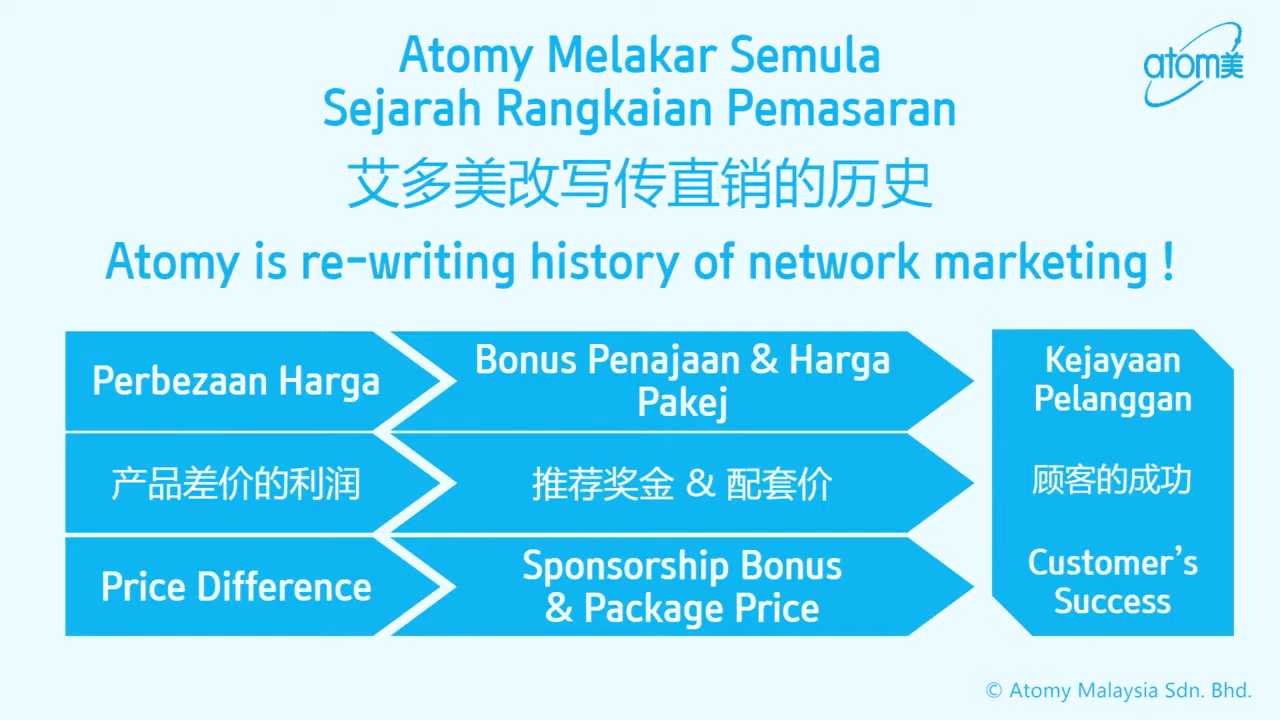 Atomy Melakar Semula
Sejarah Rangkaian Pemasaran
atom美
艾多美改写传直销的历史
Atomy is re-writing history of network marketing !
Perbezaan Harga
Bonus Penajaan & Harga
Pakej
Kejayaan
Pelanggan
产品差价的利润
推荐奖金 & 配套价
顾客的成功
Price Difference
Sponsorship Bonus
& Package Price
Customer's
Success
© Atomy Malaysia Sdn. Bhd.